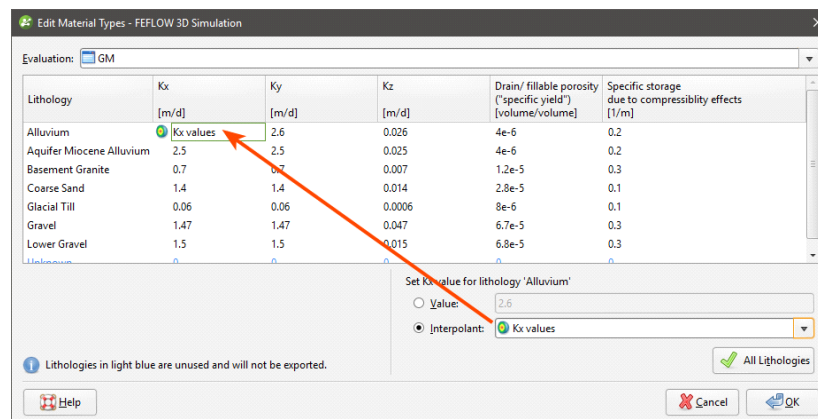 Edit Material Types - FEFLOW 3D Simulation
Evaluation: GM
Lithology Kx [m/d] Ky [m/d] Kz [m/d] Drain/ fillable porosity ("specific yield") [volume/volume] Specific storage due to compressiblity effects [1/m]
Alluvium Kx values 2.6 0.026 4e-6 0.2
Aquifer Miocene Alluvium 2.5 2.5 0.025 4e-6 0.2
Basement Granite 0.7 0.7 0.007 1.2e-5 0.3
Coarse Sand 1.4 1.4 0.014 2.8e-5 0.1
Glacial Till 0.06 0.06 0.0006 8e-6 0.1
Gravel 1.47 1.47 0.047 6.7e-5 0.3
Lower Gravel 1.5 1.5 0.015 6.8e-5 0.3
Unknown 0 0 0 0 0
Set Kx value for lithology 'Alluvium'
Value: 2.6
Interpolant: Kx values
Lithologies in light blue are unused and will not be exported.
All Lithologies
Help
Cancel
OK